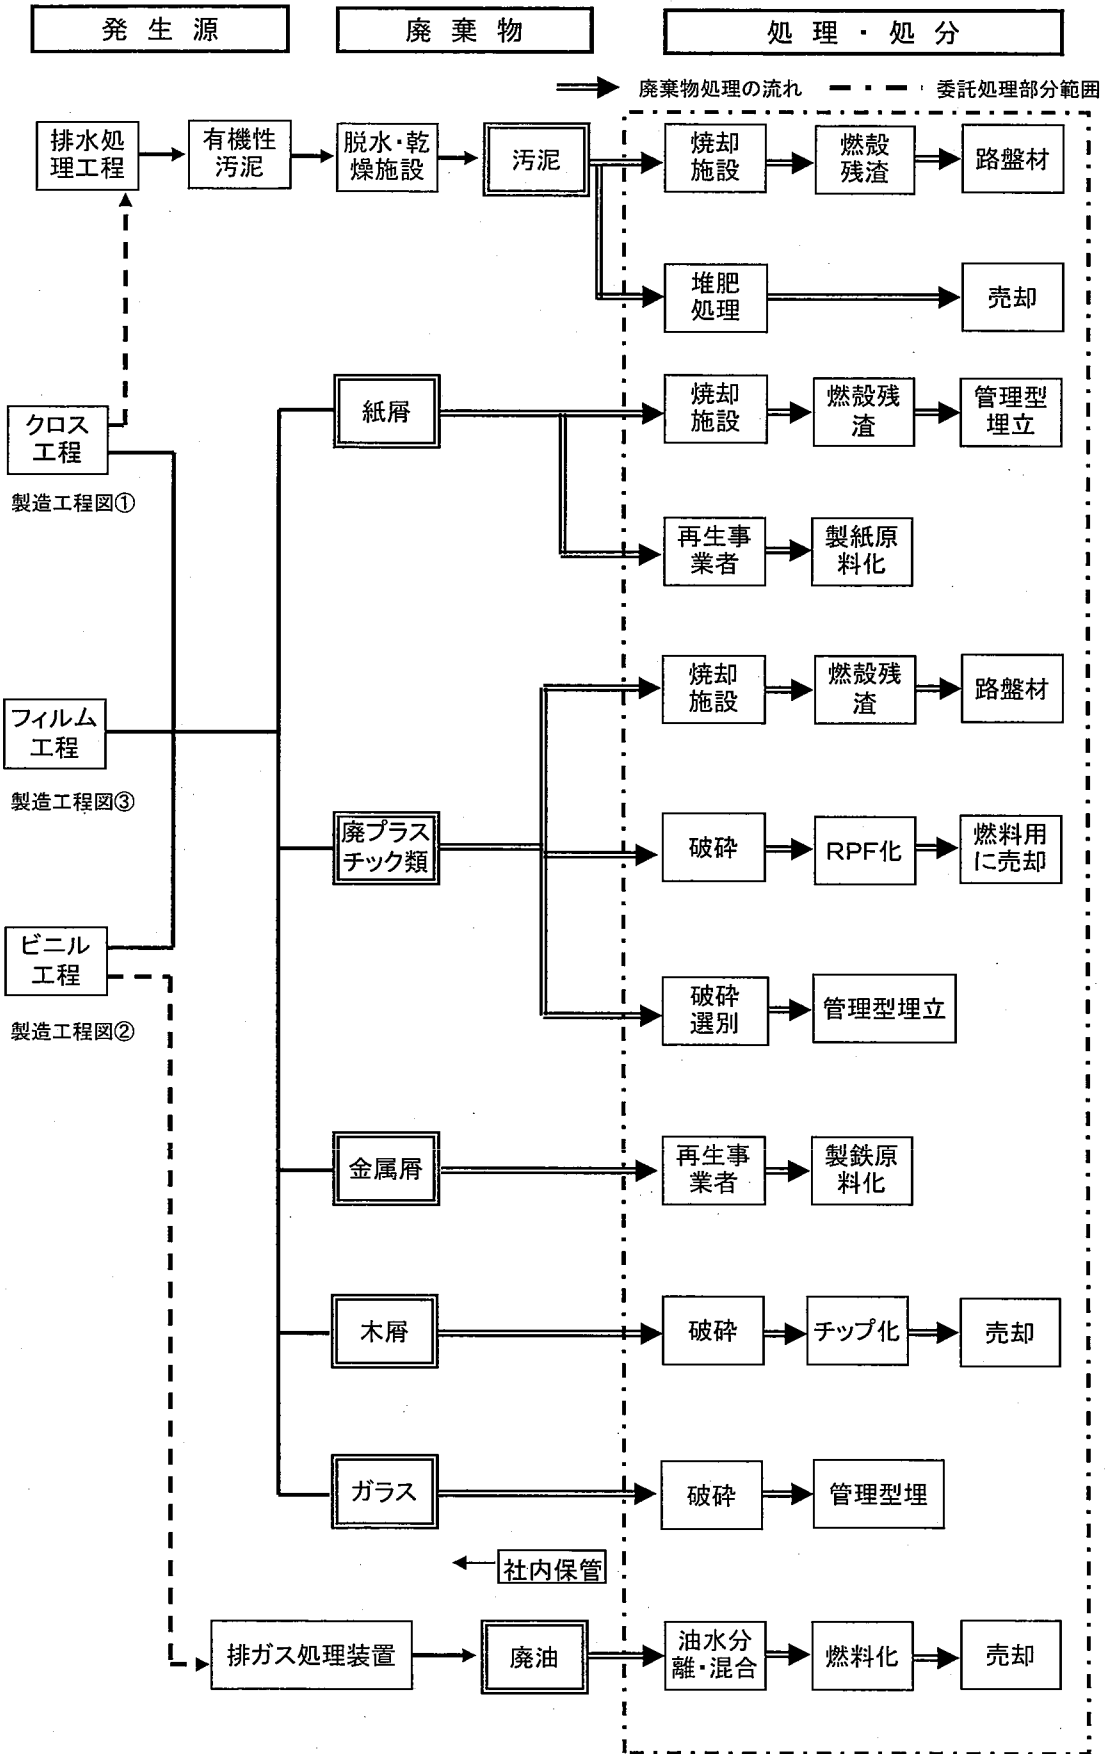 発生源
廃棄物
処理・処分
廃棄物処理の流れ
委託処理部分範囲
排水処
理工程
有機性
汚泥
脱水・乾
燥施設
汚泥
焼却
施設
燃殻
残渣
路盤材
堆肥
処理
売却
クロス
工程
製造工程図①
紙屑
焼却
施設
燃殻残
渣
管理型
埋立
再生事
業者
製紙原
料化
フィルム
工程
製造工程図③
焼却
施設
燃殻残
渣
路盤材
廃プラス
チック類
破砕
RPF化
燃料用
に売却
ビニル
工程
製造工程図②
破砕
選別
管理型埋立
金属屑
再生事
業者
製鉄原
料化
木屑
破砕
チップ化
売却
ガラス
破砕
管理型埋
社内保管
排ガス処理装置
廃油
油水分
離・混合
燃料化
売却